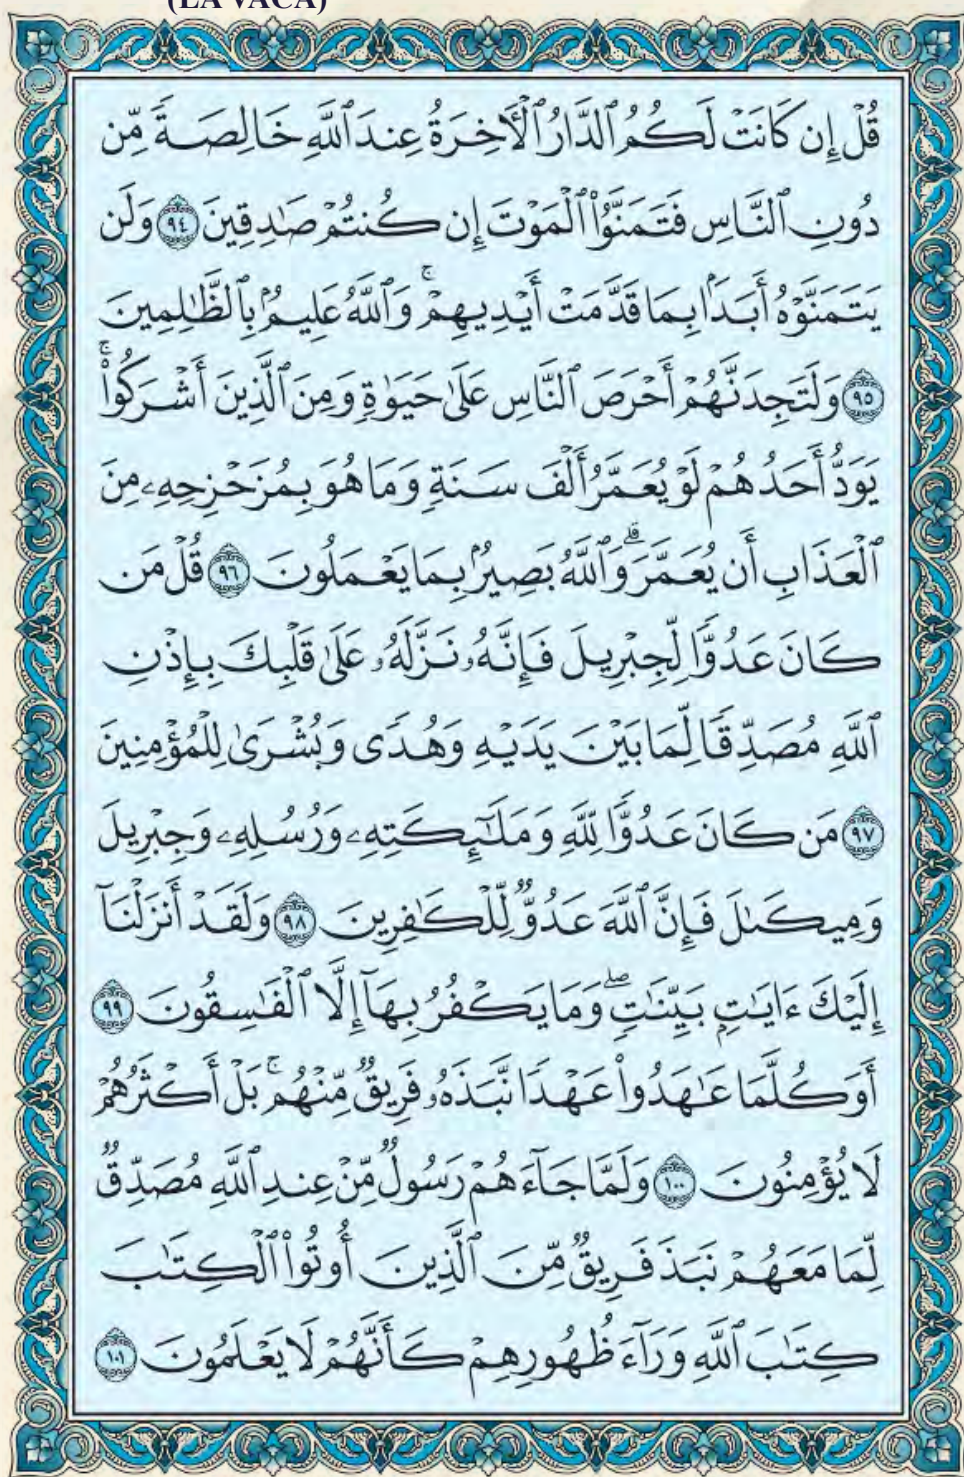 (LA VACA)
قُلْ إِن كَانَتْ لَكُمُ ٱلدَّارُ ٱلْأَخِرَةُ عِندَ ٱللَّهِ خَالِصَةً مِّن
دُونِ ٱلنَّاسِ فَتَمَنَّوُا۟ ٱلْمَوْتَ إِن كُنتُمْ صَٰدِقِينَ ٩٤ وَلَن
يَتَمَنَّوْهُ أَبَدًۢا بِمَا قَدَّمَتْ أَيْدِيهِمْ ۚ وَٱللَّهُ عَلِيمٌۢ بِٱلظَّٰلِمِينَ
٩٥ وَلَتَجِدَنَّهُمْ أَحْرَصَ ٱلنَّاسِ عَلَىٰ حَيَوٰةٍ وَمِنَ ٱلَّذِينَ أَشْرَكُوا۟ ۚ
يَوَدُّ أَحَدُهُمْ لَوْ يُعَمَّرُ أَلْفَ سَنَةٍ وَمَا هُوَ بِمُزَحْزِحِهِۦ مِنَ
ٱلْعَذَابِ أَن يُعَمَّرَ ۗ وَٱللَّهُ بَصِيرٌۢ بِمَا يَعْمَلُونَ ٩٦ قُلْ مَن
كَانَ عَدُوًّا لِّجِبْرِيلَ فَإِنَّهُۥ نَزَّلَهُۥ عَلَىٰ قَلْبِكَ بِإِذْنِ
ٱللَّهِ مُصَدِّقًا لِّمَا بَيْنَ يَدَيْهِ وَهُدًى وَبُشْرَىٰ لِلْمُؤْمِنِينَ
٩٧ مَن كَانَ عَدُوًّا لِّلَّهِ وَمَلَٰٓئِكَتِهِۦ وَرُسُلِهِۦ وَجِبْرِيلَ
وَمِيكَىٰلَ فَإِنَّ ٱللَّهَ عَدُوٌّ لِّلْكَٰفِرِينَ ٩٨ وَلَقَدْ أَنزَلْنَآ
إِلَيْكَ ءَايَٰتٍۭ بَيِّنَٰتٍ ۖ وَمَا يَكْفُرُ بِهَآ إِلَّا ٱلْفَٰسِقُونَ ٩٩
أَوَكُلَّمَا عَٰهَدُوا۟ عَهْدًا نَّبَذَهُۥ فَرِيقٌ مِّنْهُم ۚ بَلْ أَكْثَرُهُمْ
لَا يُؤْمِنُونَ ١٠٠ وَلَمَّا جَآءَهُمْ رَسُولٌ مِّنْ عِندِ ٱللَّهِ مُصَدِّقٌ
لِّمَا مَعَهُمْ نَبَذَ فَرِيقٌ مِّنَ ٱلَّذِينَ أُوتُوا۟ ٱلْكِتَٰبَ
كِتَٰبَ ٱللَّهِ وَرَآءَ ظُهُورِهِمْ كَأَنَّهُمْ لَا يَعْلَمُونَ ١٠١